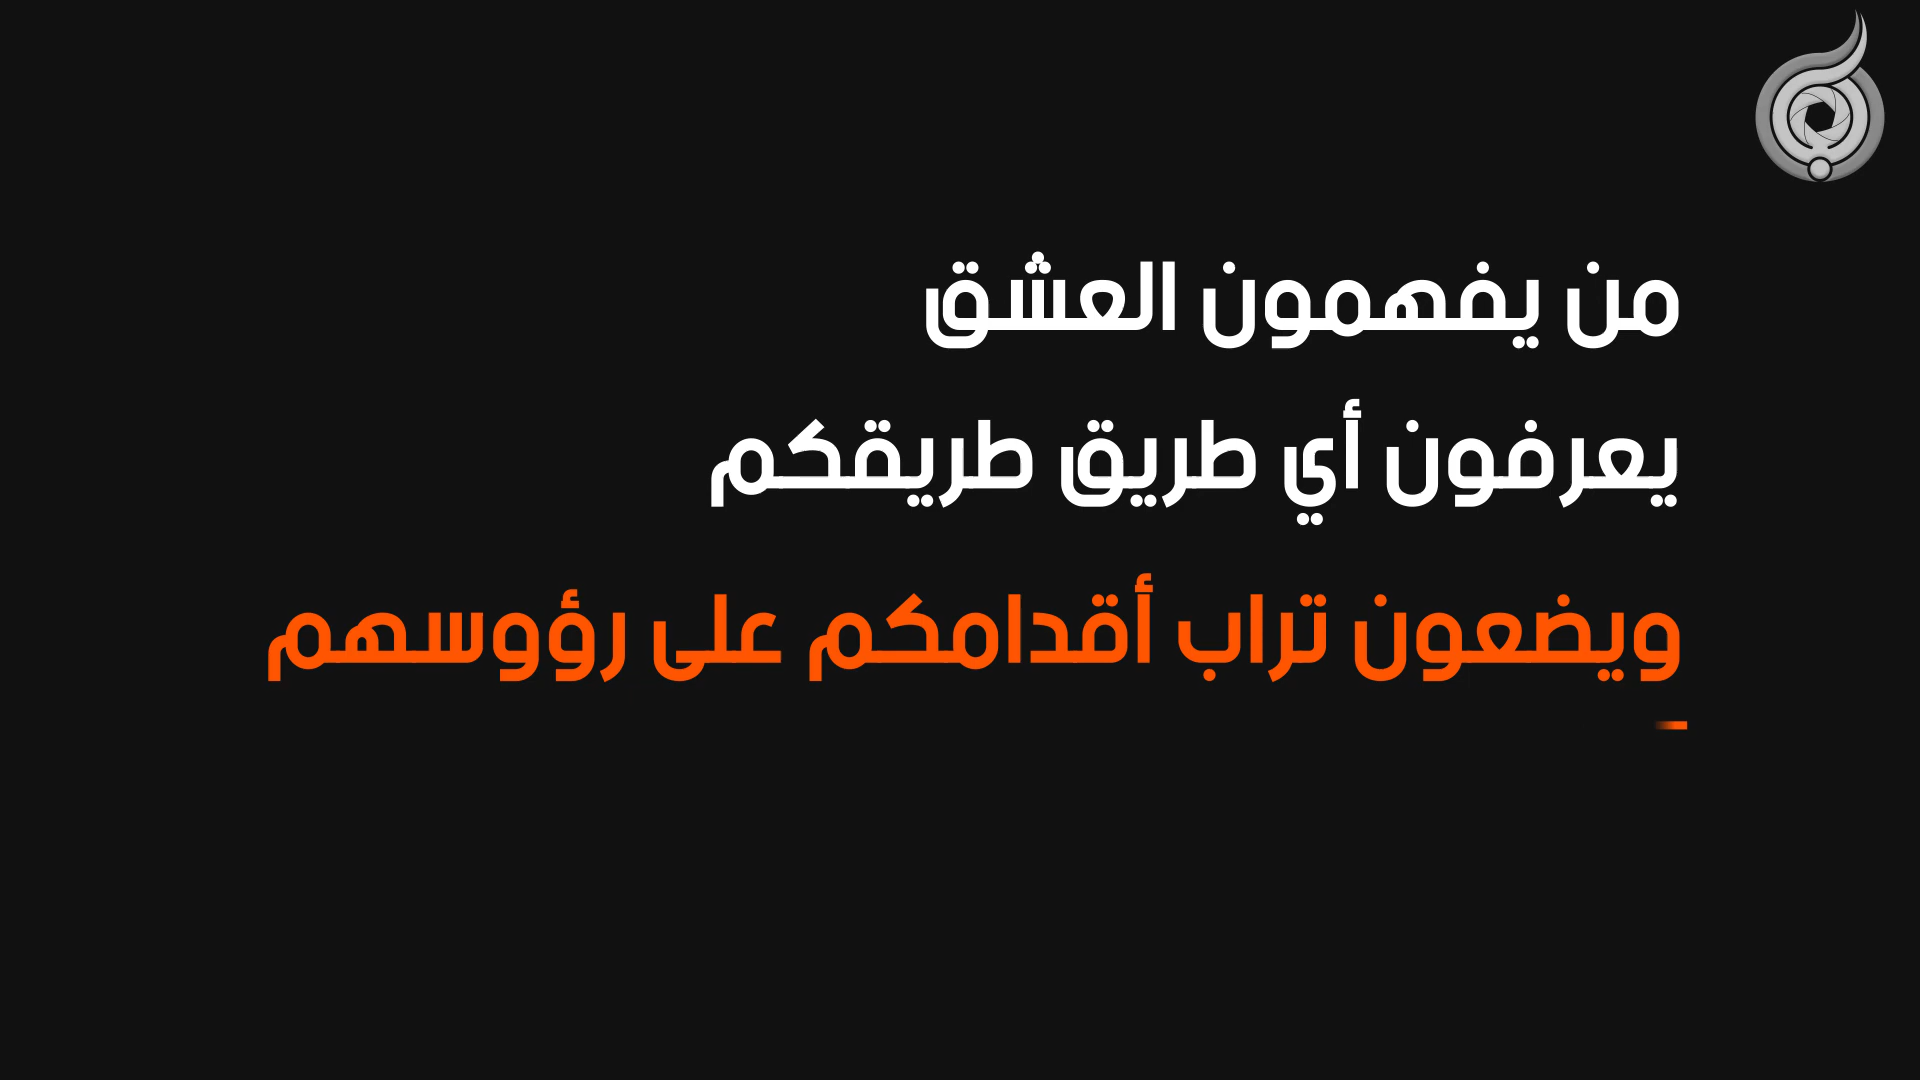 من يفهمون العشق
يعرفون أي طريق طريقكم
ويضعون تراب أقدامكم على رؤوسهم